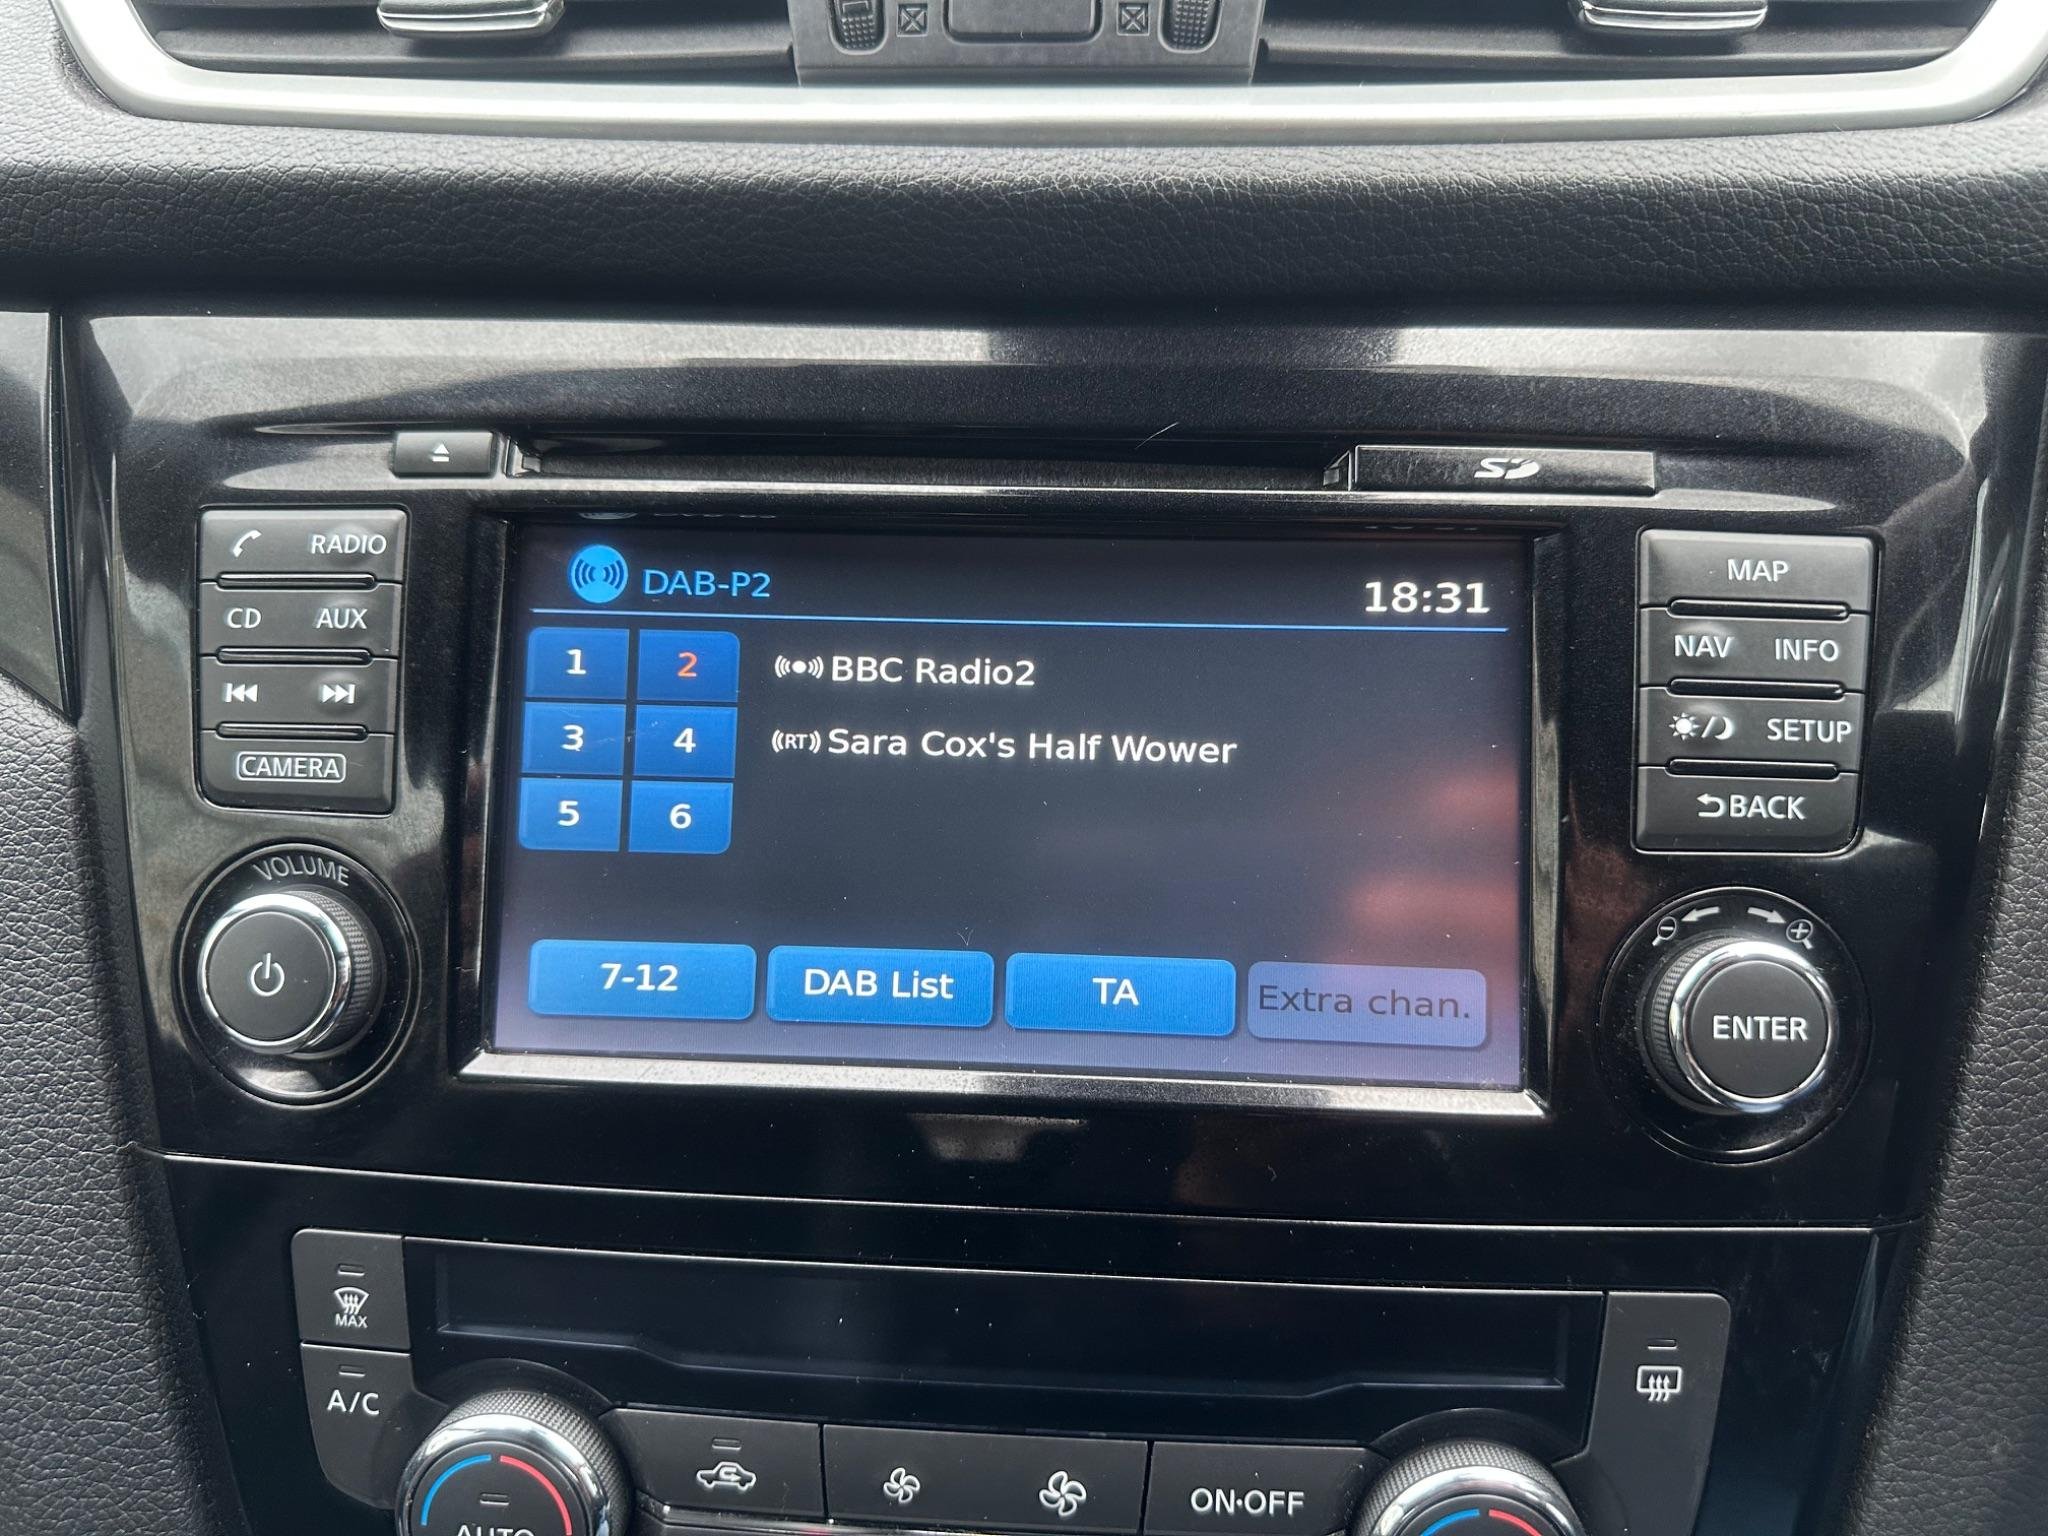 SD
RADIO
CD AUX
CAMERA
VOLUME
DAB-P2
18:31
1 2
BBC Radio2
3 4
RT Sara Cox's Half Wower
5 6
7-12
DAB List
TA
Extra chan.
MAP
NAV INFO
SETUP
BACK
ENTER
MAX
A/C
AUTO
ON·OFF